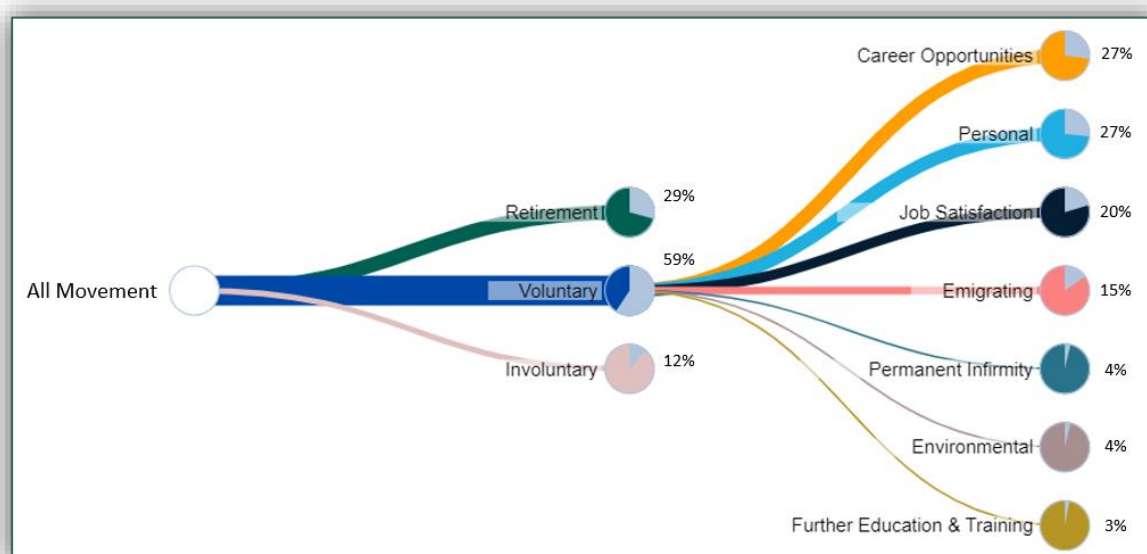 Career Opportunities 27%
Personal 27%
Retirement 29%
Job Satisfaction 20%
59%
All Movement Voluntary Emigrating 15%
Involuntary 12%
Permanent Infirmity 4%
Environmental 4%
Further Education & Training 3%